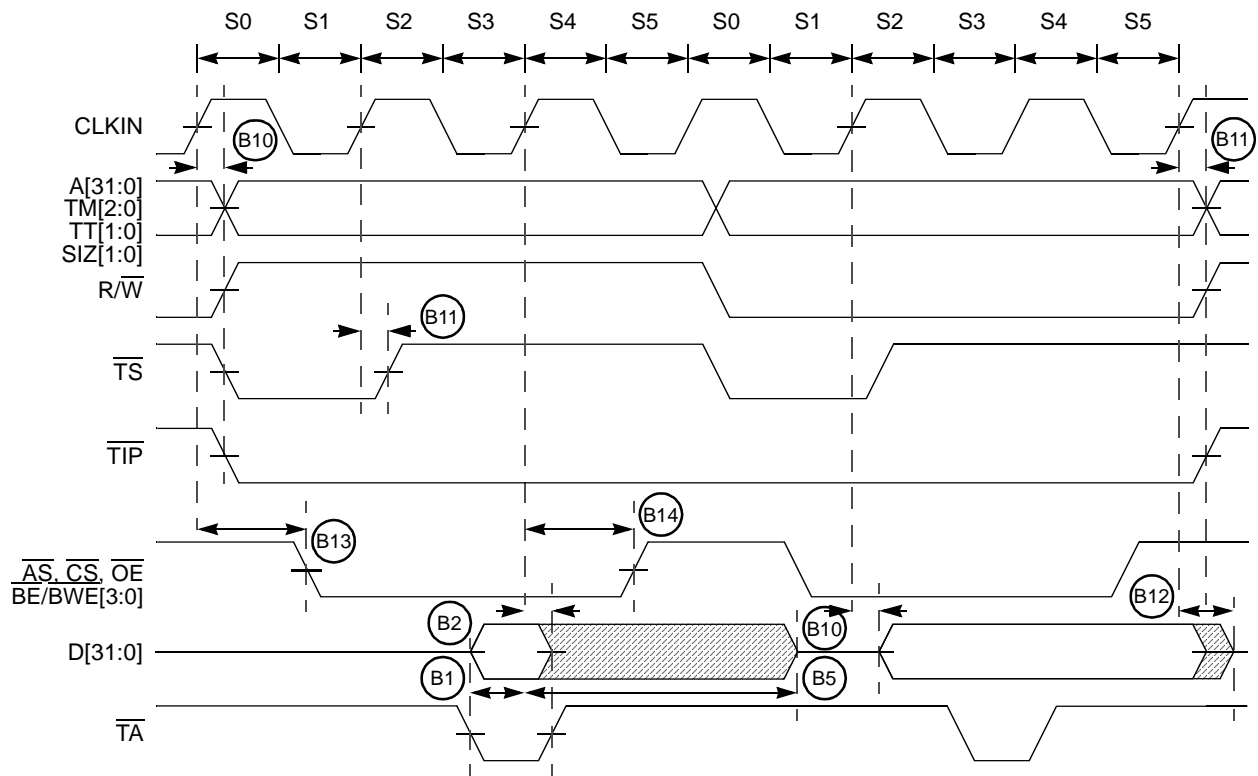 S0 S1 S2 S3 S4 S5 S0 S1 S2 S3 S4 S5
CLKIN
B10
B11
A[31:0]
TM[2:0]
TT[1:0]
SIZ[1:0]
R/W
B11
TS
TIP
B13
B14
AS, CS, OE
BE/BWE[3:0]
B12
B2
B10
D[31:0]
B1
B5
TA